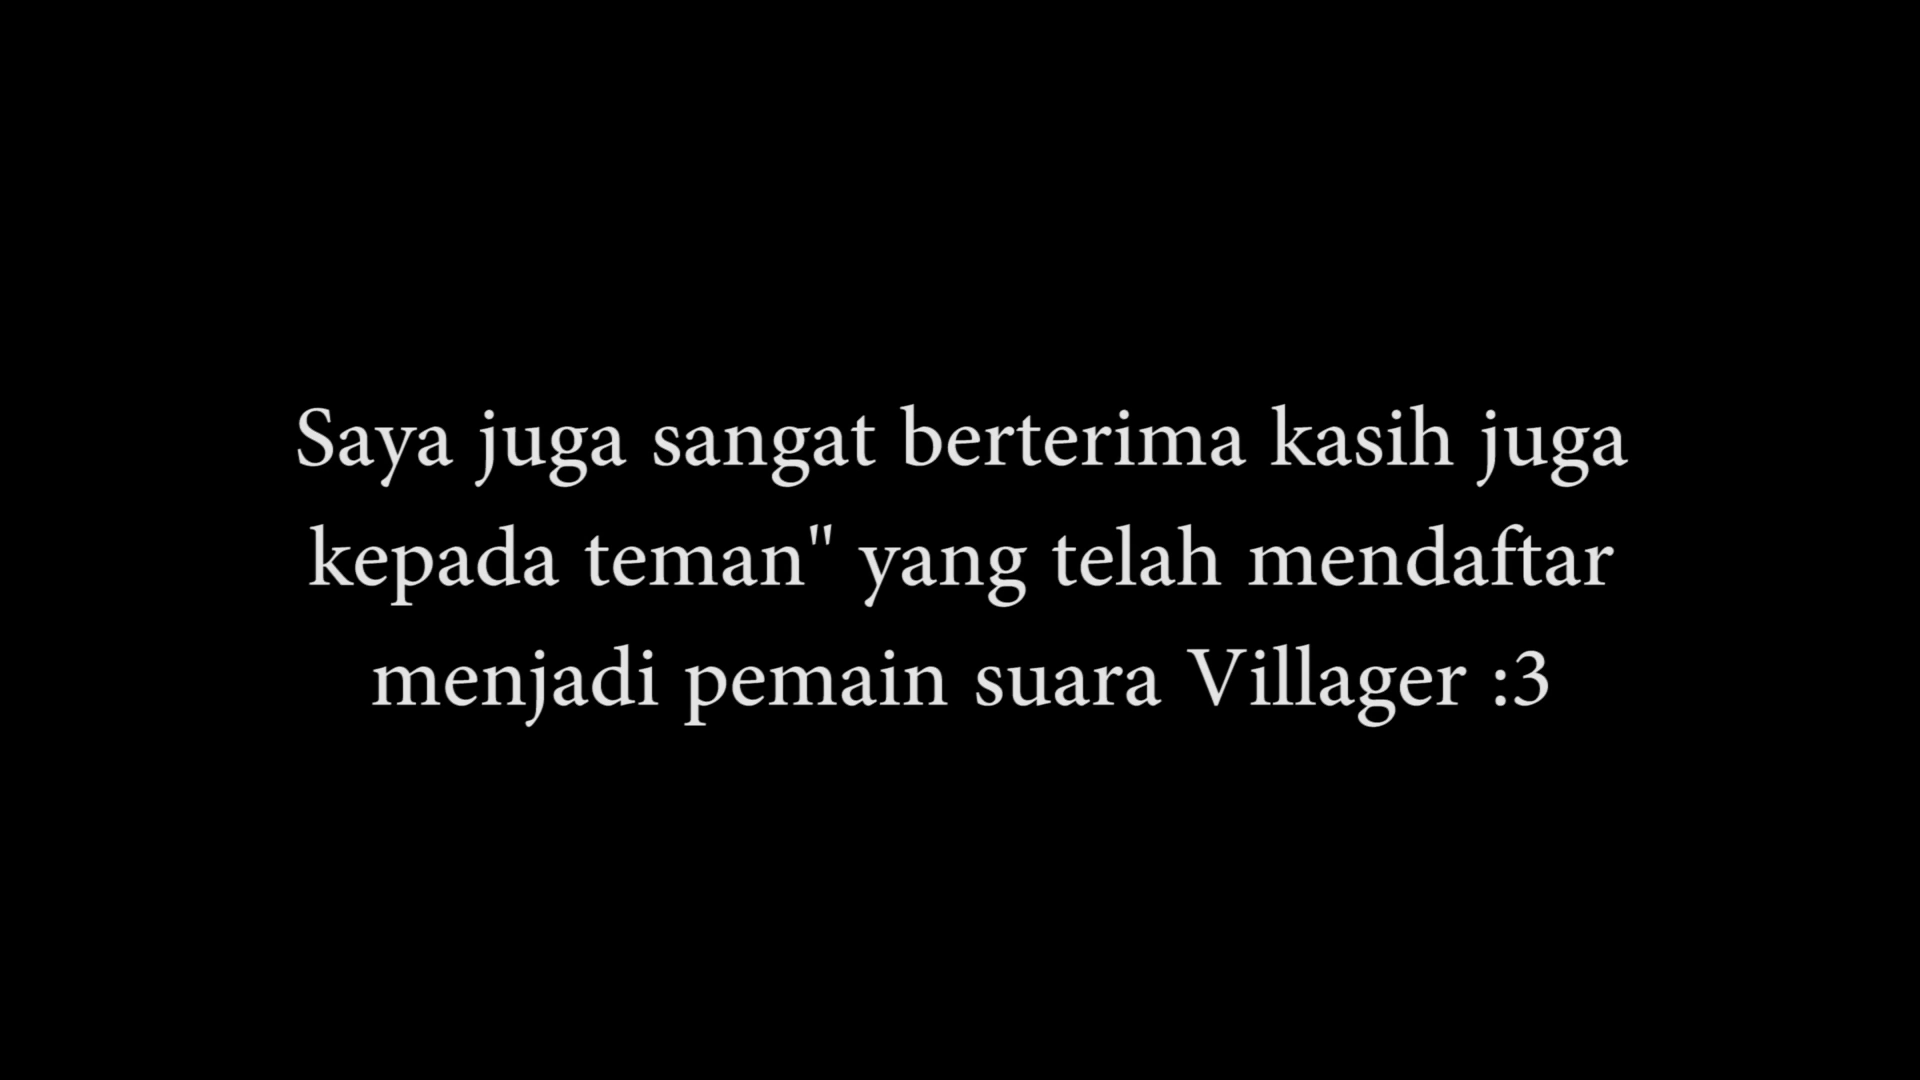 Saya juga sangat berterima kasih juga
kepada teman" yang telah mendaftar
menjadi pemain suara Villager :3